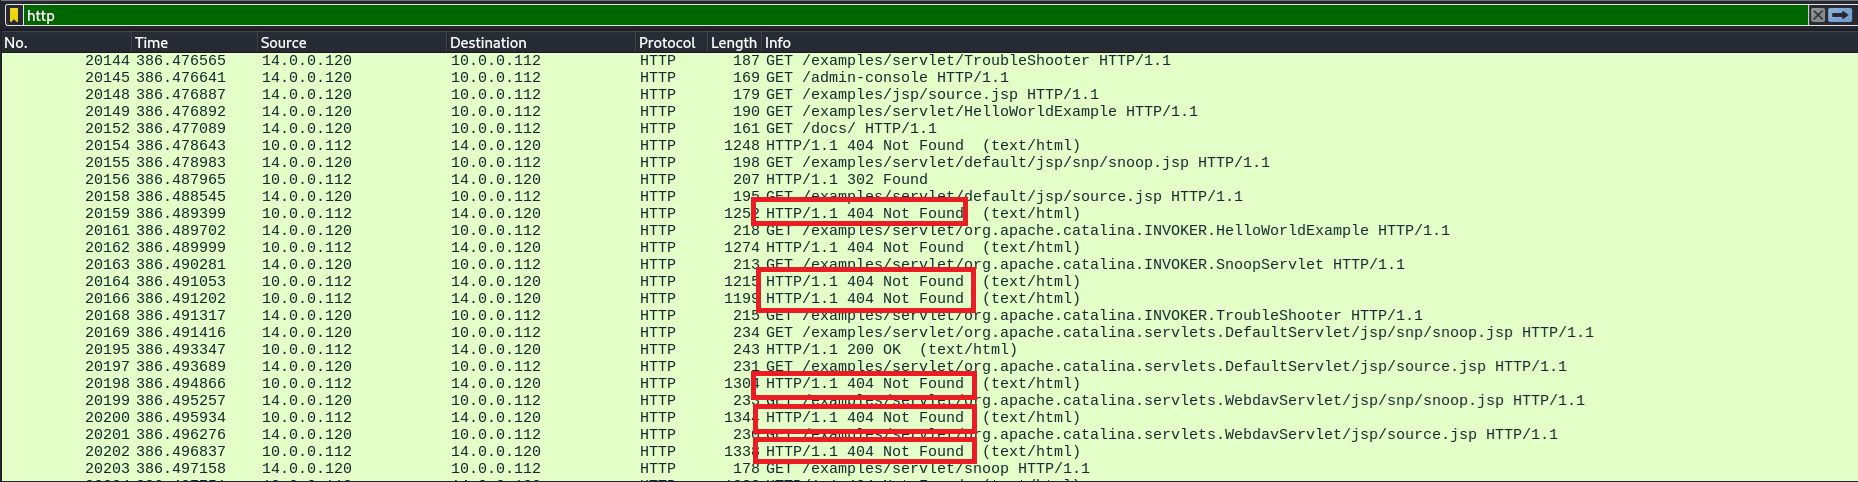 http
No. Time Source Destination Protocol Length Info
20144 386.476565 14.0.0.120 10.0.0.112 HTTP 187 GET /examples/servlet/TroubleShooter HTTP/1.1
20145 386.476641 14.0.0.120 10.0.0.112 HTTP 169 GET /admin-console HTTP/1.1
20148 386.476887 14.0.0.120 10.0.0.112 HTTP 179 GET /examples/jsp/source.jsp HTTP/1.1
20149 386.476892 14.0.0.120 10.0.0.112 HTTP 190 GET /examples/servlet/HelloWorldExample HTTP/1.1
20152 386.477089 14.0.0.120 10.0.0.112 HTTP 161 GET /docs/ HTTP/1.1
20154 386.478643 10.0.0.112 14.0.0.120 HTTP 1248 HTTP/1.1 404 Not Found (text/html)
20155 386.478983 14.0.0.120 10.0.0.112 HTTP 198 GET /examples/servlet/default/jsp/snp/snoop.jsp HTTP/1.1
20156 386.487965 10.0.0.112 14.0.0.120 HTTP 207 HTTP/1.1 302 Found
20158 386.488545 14.0.0.120 10.0.0.112 HTTP 195 GET /examples/servlet/default/jsp/source.jsp HTTP/1.1
20159 386.489399 10.0.0.112 14.0.0.120 HTTP 1252 HTTP/1.1 404 Not Found (text/html)
20161 386.489702 14.0.0.120 10.0.0.112 HTTP 218 GET /examples/servlet/org.apache.catalina.INVOKER.HelloWorldExample HTTP/1.1
20162 386.489999 10.0.0.112 14.0.0.120 HTTP 1274 HTTP/1.1 404 Not Found (text/html)
20163 386.490281 14.0.0.120 10.0.0.112 HTTP 213 GET /examples/servlet/org.apache.catalina.INVOKER.SnoopServlet HTTP/1.1
20164 386.491053 10.0.0.112 14.0.0.120 HTTP 1215 HTTP/1.1 404 Not Found (text/html)
20166 386.491202 10.0.0.112 14.0.0.120 HTTP 1199 HTTP/1.1 404 Not Found (text/html)
20168 386.491317 14.0.0.120 10.0.0.112 HTTP 215 GET /examples/servlet/org.apache.catalina.INVOKER.TroubleShooter HTTP/1.1
20169 386.491416 14.0.0.120 10.0.0.112 HTTP 234 GET /examples/servlet/org.apache.catalina.servlets.DefaultServlet/jsp/snp/snoop.jsp HTTP/1.1
20195 386.493347 10.0.0.112 14.0.0.120 HTTP 243 HTTP/1.1 200 OK (text/html)
20197 386.493689 14.0.0.120 10.0.0.112 HTTP 231 GET /examples/servlet/org.apache.catalina.servlets.DefaultServlet/jsp/source.jsp HTTP/1.1
20198 386.494866 10.0.0.112 14.0.0.120 HTTP 1304 HTTP/1.1 404 Not Found (text/html)
20199 386.495257 14.0.0.120 10.0.0.112 HTTP GET /examples/servlet/org.apache.catalina.servlets.WebdavServlet/jsp/snp/snoop.jsp HTTP/1.1
20200 386.495934 10.0.0.112 14.0.0.120 HTTP 1344 HTTP/1.1 404 Not Found (text/html)
20201 386.496276 14.0.0.120 10.0.0.112 HTTP GET /examples/servlet/org.apache.catalina.servlets.WebdavServlet/jsp/source.jsp HTTP/1.1
20202 386.496837 10.0.0.112 14.0.0.120 HTTP 1338 HTTP/1.1 404 Not Found (text/html)
20203 386.497158 14.0.0.120 10.0.0.112 HTTP 178 GET /examples/servlet/snoop HTTP/1.1